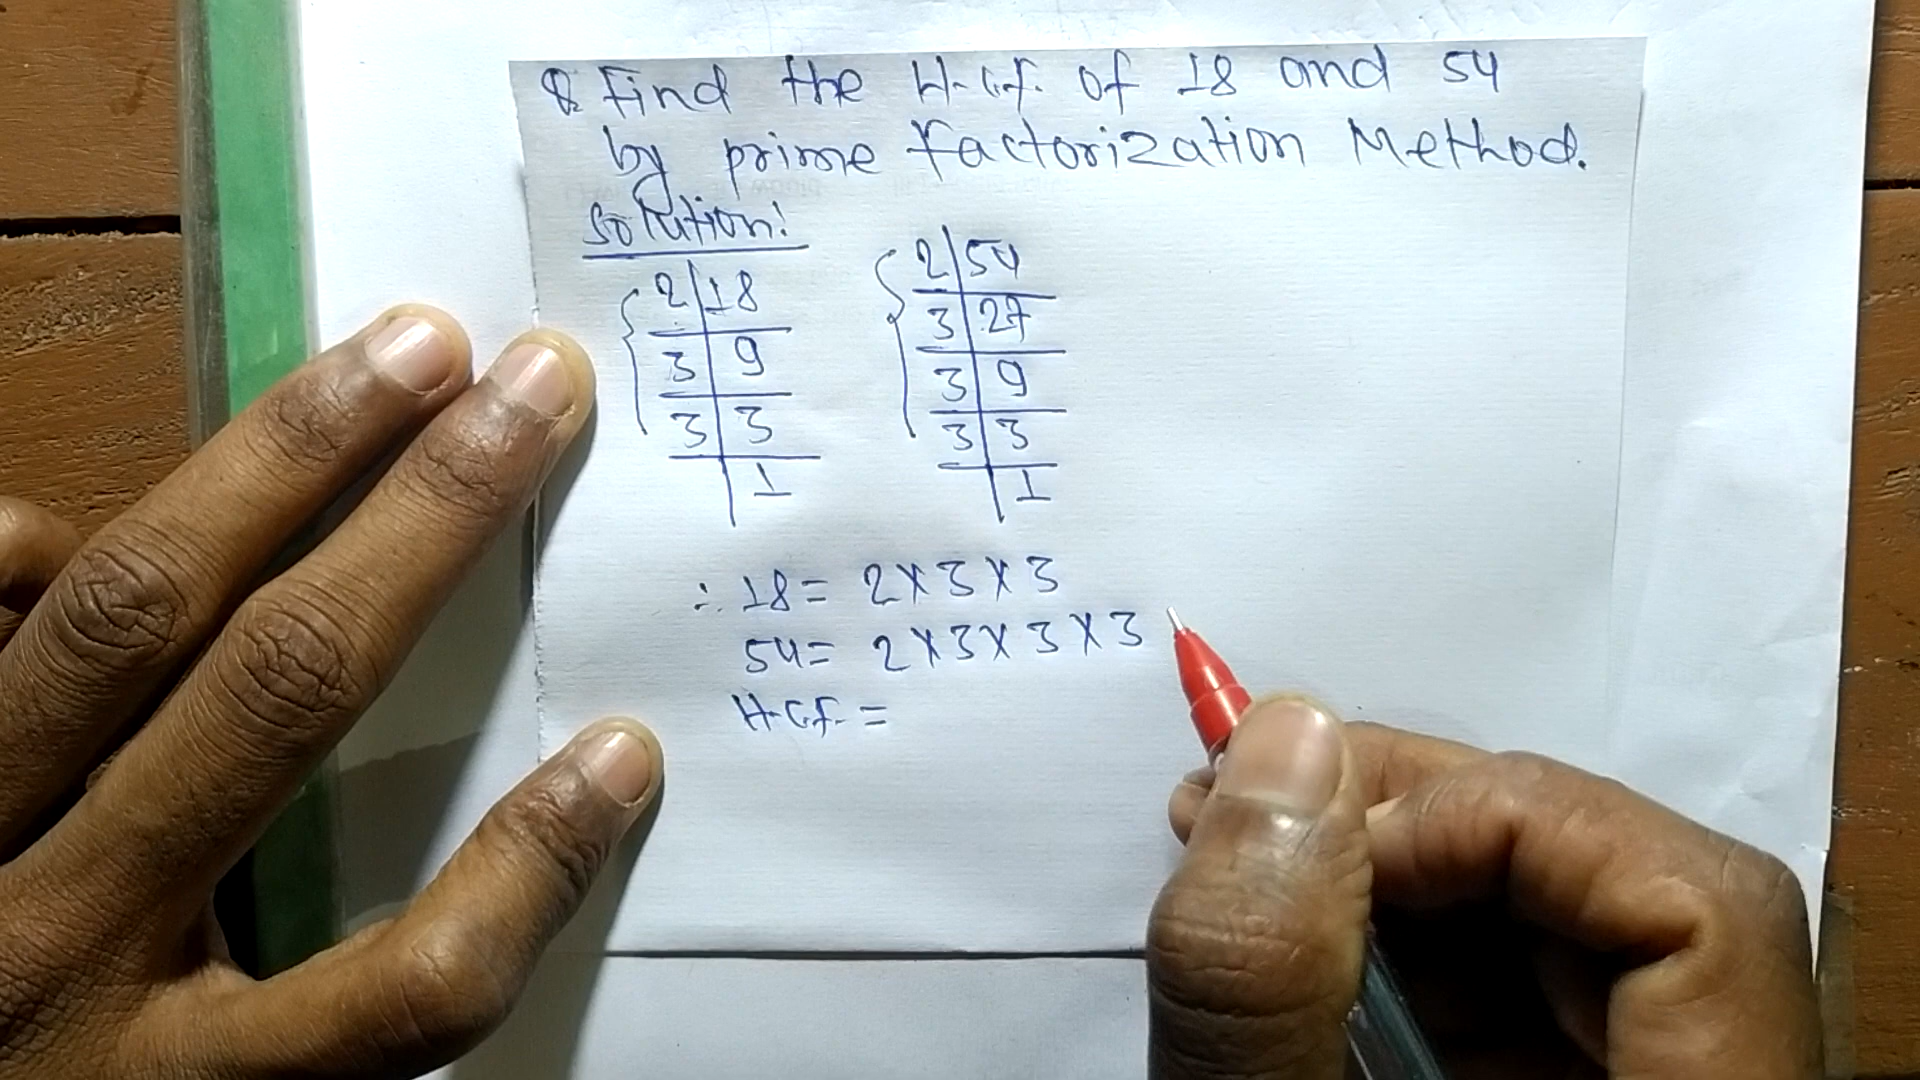 Q. Find the H.C.F. of 18 and 54
by prime factorization Method.
Solution:
2 18
3 9
3 3
1
2 54
3 27
3 9
3 3
1
∴ 18 = 2 × 3 × 3
54 = 2 × 3 × 3 × 3
H.C.F. =